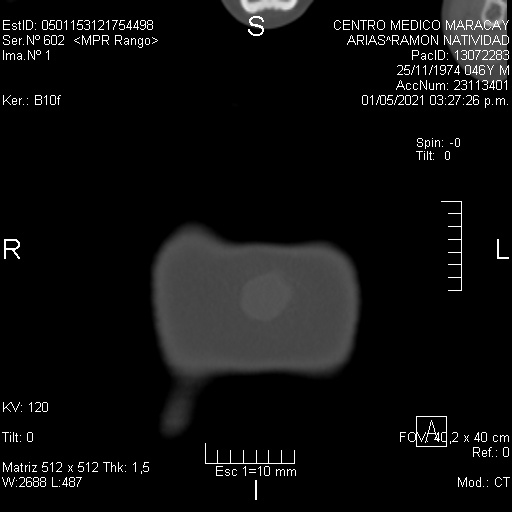 EstID: 0501153121754498
Ser.Nº 602 <MPR Rango>
Ima.Nº 1
Ker.: B10f
S
CENTRO MEDICO MARACAY
ARIAS^RAMON NATIVIDAD
PacID: 13072283
25/11/1974 046Y M
AccNum: 23113401
01/05/2021 03:27:26 p.m.
Spin: -0
Tilt: 0
R
L
KV: 120
Tilt: 0
Matriz 512 x 512 Thk: 1,5
W:2688 L:487
Esc 1=10 mm
I
A
FOV: 40,2 x 40 cm
Ref.: 0
Mod.: CT